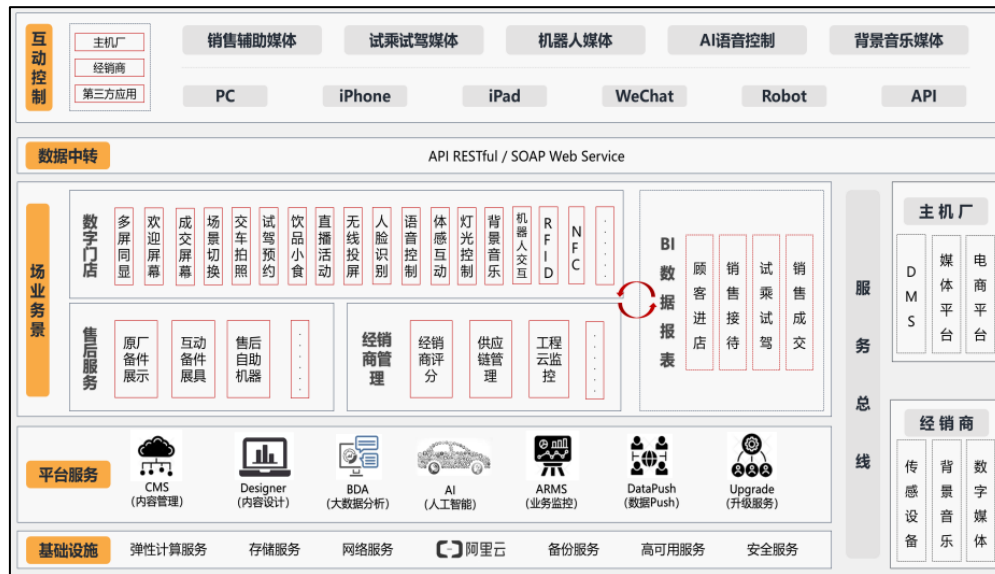 互动控制
主机厂
经销商
第三方应用
销售辅助媒体
试乘试驾媒体
机器人媒体
AI语音控制
背景音乐媒体
PC
iPhone
iPad
WeChat
Robot
API
数据中转
API RESTful / SOAP Web Service
场业务景
数字门店
多屏同显
欢迎屏幕
成交屏幕
场景切换
交车拍照
试驾预约
饮品小食
直播活动
无线投屏
人脸识别
语音控制
体感互动
灯光控制
背景音乐
机器人交互
RFID
NFC
......
售后服务
原厂
备件
展示
互动
备件
展具
售后
自助
机器
......
经销
商管
理
经销
商评
分
供应
链管
理
工程
云监
控
......
BI数据报表
顾客进店
销售接待
试乘试驾
销售成交
服务总线
主机厂
DMS
媒体平台
电商平台
经销商
传感设备
背景音乐
数字媒体
平台服务
CMS
(内容管理)
Designer
(内容设计)
BDA
(大数据分析)
AI
(人工智能)
ARMS
(业务监控)
DataPush
(数据Push)
Upgrade
(升级服务)
基础设施
弹性计算服务
存储服务
网络服务
阿里云
备份服务
高可用服务
安全服务